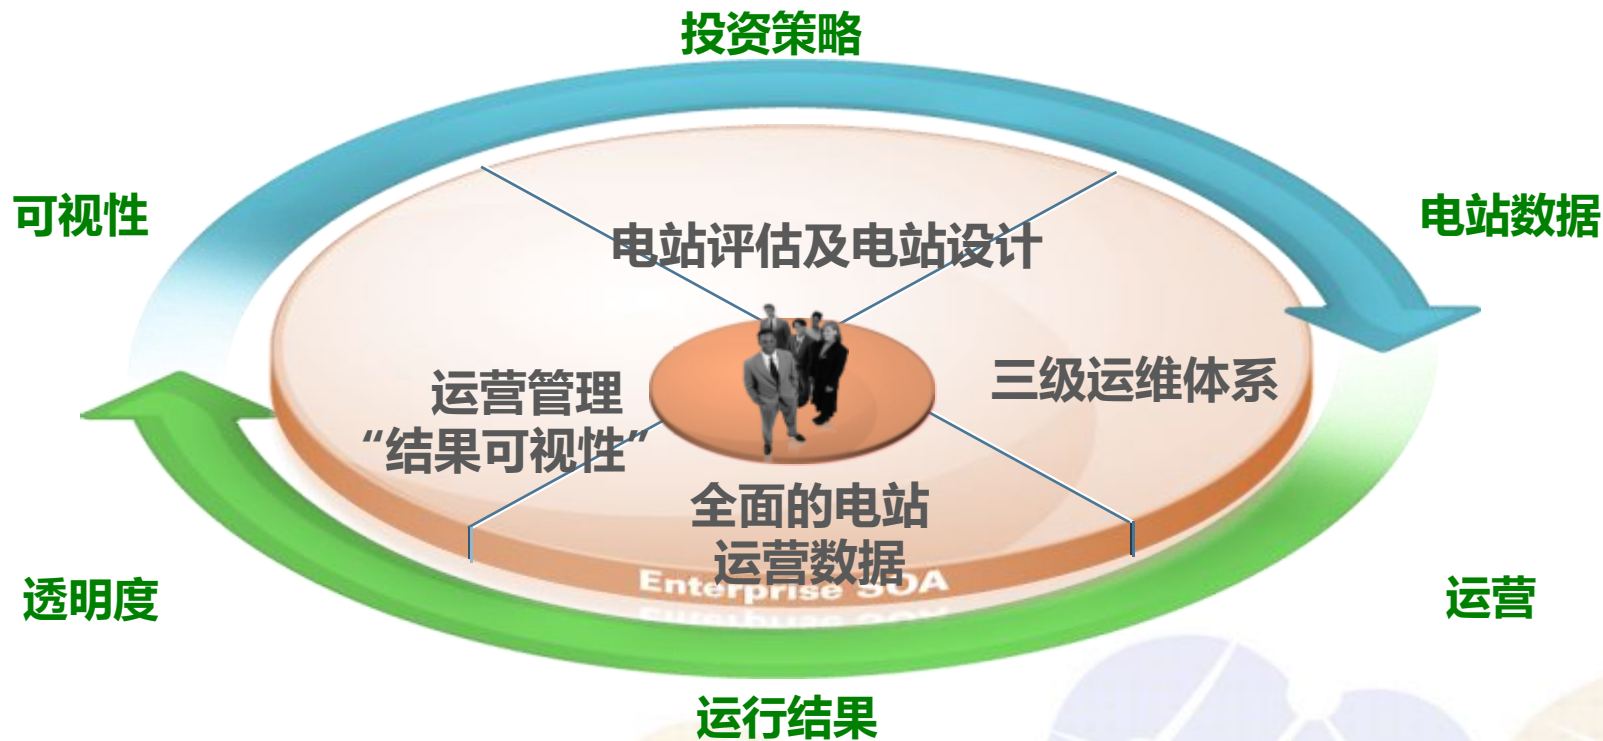 投资策略
可视性
电站数据
电站评估及电站设计
三级运维体系
运营管理
“结果可视性”
全面的电站
运营数据
Enterprise SOA
透明度
运营
运行结果